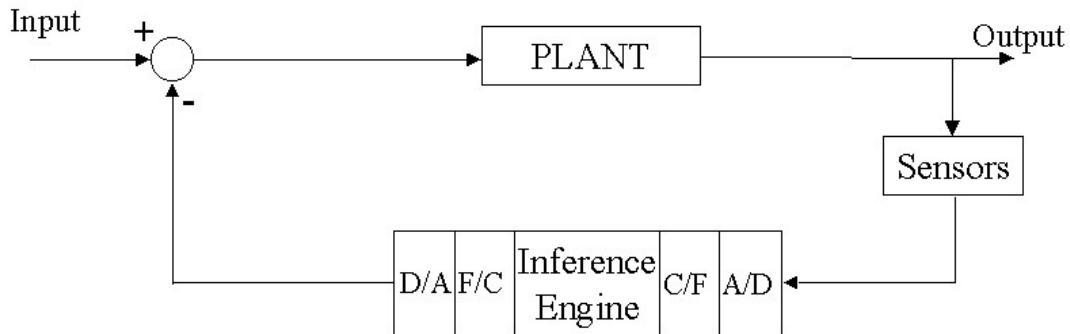 Input
+
PLANT
Output
-
Sensors
D/A F/C Inference Engine C/F A/D